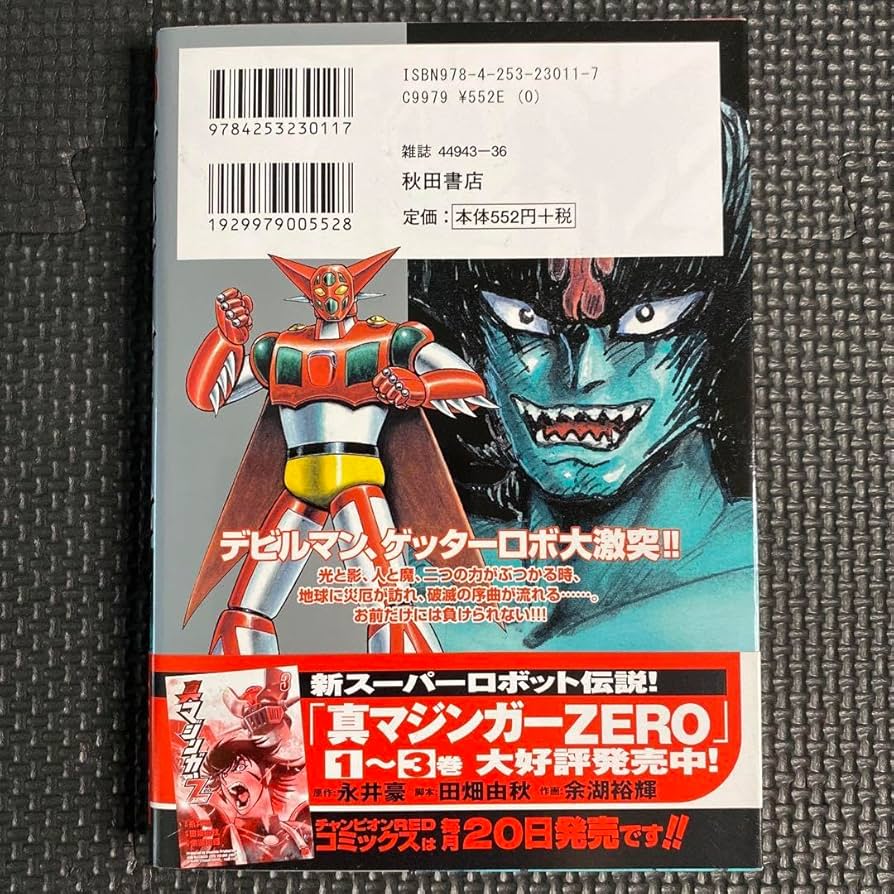 ISBN978-4-253-23011-7
C9979 ¥552E (0)
9784253230117
雑誌 44943-36
秋田書店
1929979005528
定価：本体552円+税
デビルマン、ゲッターロボ大激突!!
光と影、人と魔、二つの力がぶつかる時、
地球に災厄が訪れ、破滅の序曲が流れる……。
お前だけには負けられない!!!
新スーパーロボット伝説!
「真マジンガーZERO」
1〜3巻 大好評発売中!
原作:永井豪 脚本:田畑由秋 作画:余湖裕輝
チャンピオンRED
コミックスは毎月20日発売です!!
真マジンガーZ
3